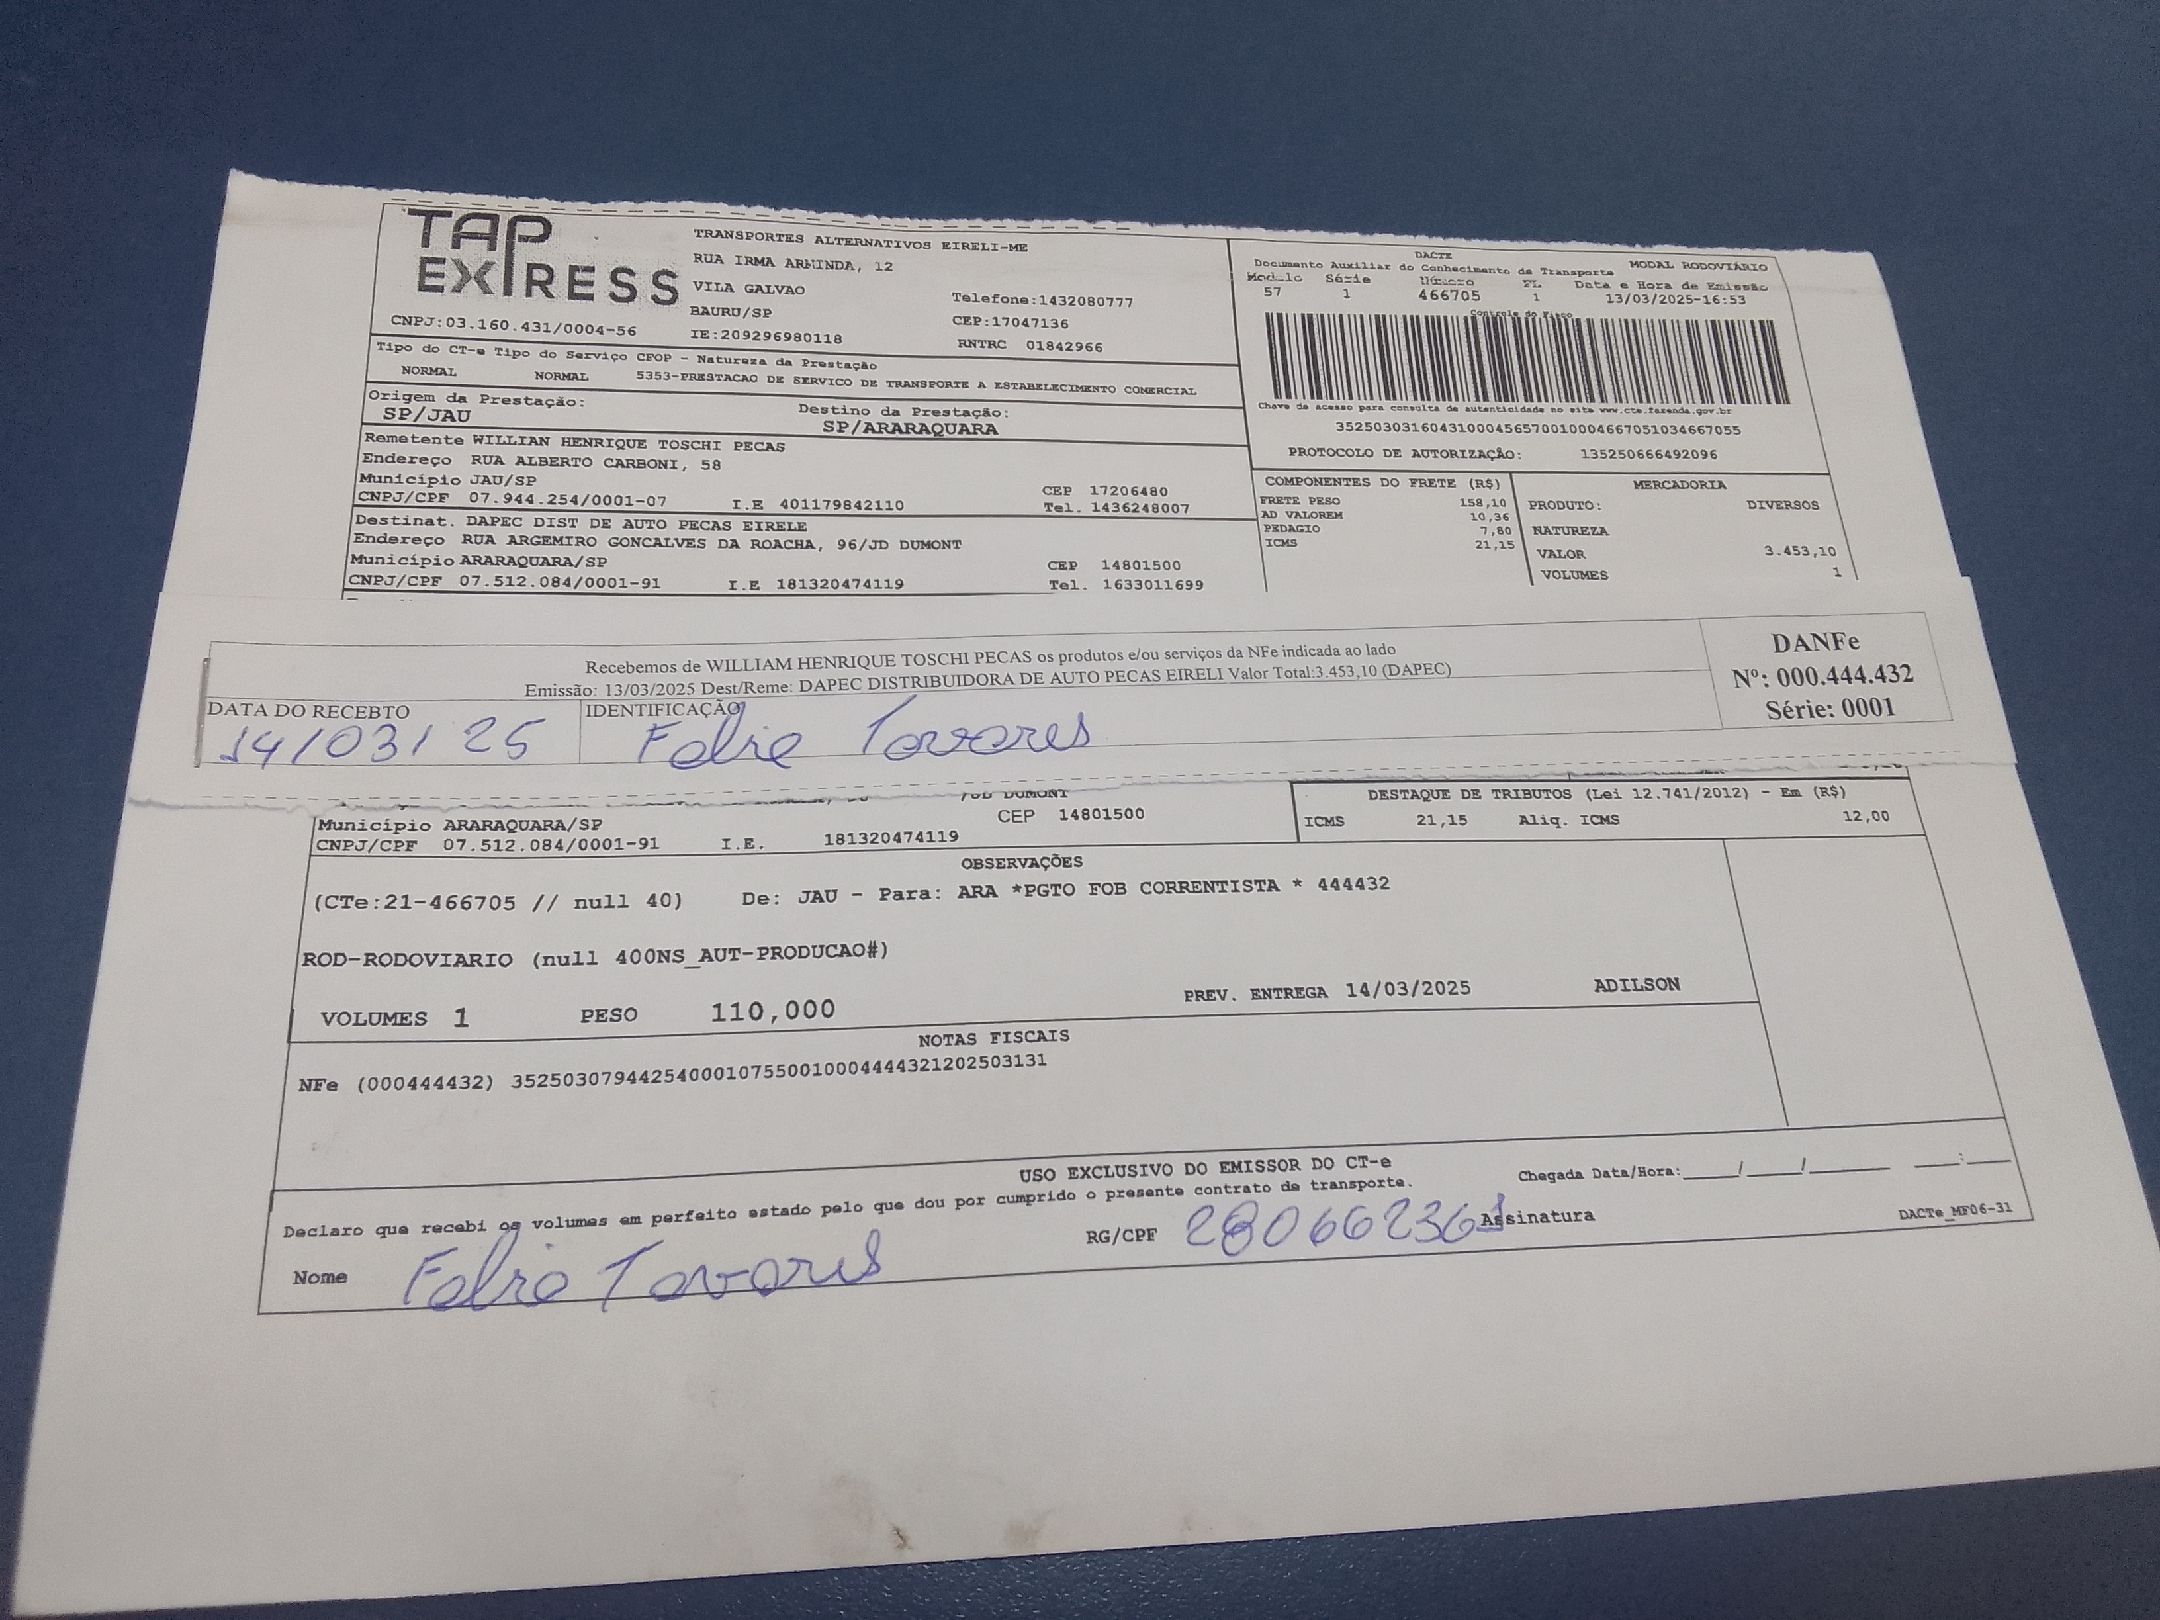 TAP EXPRESS
TRANSPORTES ALTERNATIVOS EIRELI-ME
RUA IRMA ARMINDA, 12
VILA GALVAO
Telefone:1432080777
BAURU/SP
CEP:17047136
CNPJ:03.160.431/0004-56
IE:209296980118
RNTRC 01842966
DACTE
Documento Auxiliar do Conhecimento de Transporte MODAL RODOVIÁRIO
Modelo Série Número FL Data e Hora de Emissão
57 1 466705 1 13/03/2025-16:53
Controle do Fisco
Tipo do CT-e Tipo do Serviço CFOP - Natureza da Prestação
NORMAL NORMAL 5353-PRESTACAO DE SERVICO DE TRANSPORTE A ESTABELECIMENTO COMERCIAL
Chave de acesso para consulta de autenticidade no site www.cte.fazenda.gov.br
35250303160431000456570010004667051034667055
PROTOCOLO DE AUTORIZAÇÃO: 135250666492096
Origem da Prestação: Destino da Prestação:
SP/JAU SP/ARARAQUARA
Remetente WILLIAN HENRIQUE TOSCHI PECAS
Endereço RUA ALBERTO CARBONI, 58
Município JAU/SP CEP 17206480
CNPJ/CPF 07.944.254/0001-07 I.E 401179842110 Tel. 1436248007
Destinat. DAPEC DIST DE AUTO PECAS EIRELE
Endereço RUA ARGEMIRO GONCALVES DA ROACHA, 96/JD DUMONT
Município ARARAQUARA/SP CEP 14801500
CNPJ/CPF 07.512.084/0001-91 I.E 181320474119 Tel. 1633011699
COMPONENTES DO FRETE (R$)
FRETE PESO 158,10
AD VALOREM 10,36
PEDAGIO 7,80
ICMS 21,15
MERCADORIA
PRODUTO: DIVERSOS
NATUREZA
VALOR 3.453,10
VOLUMES 1
Recebemos de WILLIAM HENRIQUE TOSCHI PECAS os produtos e/ou serviços da NFe indicada ao lado
Emissão: 13/03/2025 Dest/Reme: DAPEC DISTRIBUIDORA DE AUTO PECAS EIRELI Valor Total:3.453,10 (DAPEC)
DATA DO RECEBTO IDENTIFICAÇÃO
14/03/25 Fabio Tavares
DANFe
Nº: 000.444.432
Série: 0001
/JD DUMONT
Município ARARAQUARA/SP CEP 14801500
CNPJ/CPF 07.512.084/0001-91 I.E. 181320474119
DESTAQUE DE TRIBUTOS (Lei 12.741/2012) - Em (R$)
ICMS 21,15 Aliq. ICMS 12,00
OBSERVAÇÕES
(CTe:21-466705 // null 40) De: JAU - Para: ARA *PGTO FOB CORRENTISTA * 444432
ROD-RODOVIARIO (null 400NS_AUT-PRODUCAO#)
VOLUMES 1 PESO 110,000 PREV. ENTREGA 14/03/2025 ADILSON
NOTAS FISCAIS
NFe (000444432) 35250307944254000107550010004444321202503131
USO EXCLUSIVO DO EMISSOR DO CT-e
Declaro que recebi os volumes em perfeito estado pelo que dou por cumprido o presente contrato de transporte.
Chegada Data/Hora:____/____/______ ___:___
Nome Fabio Tavares RG/CPF 280662361 Assinatura
DACTe_MF06-31